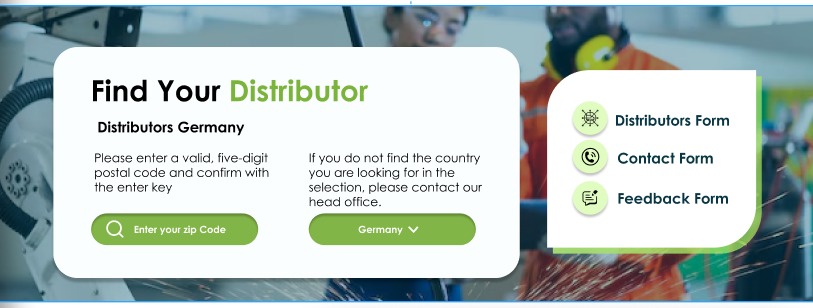 Find Your Distributor
Distributors Germany
Please enter a valid, five-digit
postal code and confirm with
the enter key
Enter your zip Code
If you do not find the country
you are looking for in the
selection, please contact our
head office.
Germany
Distributors Form
Contact Form
Feedback Form